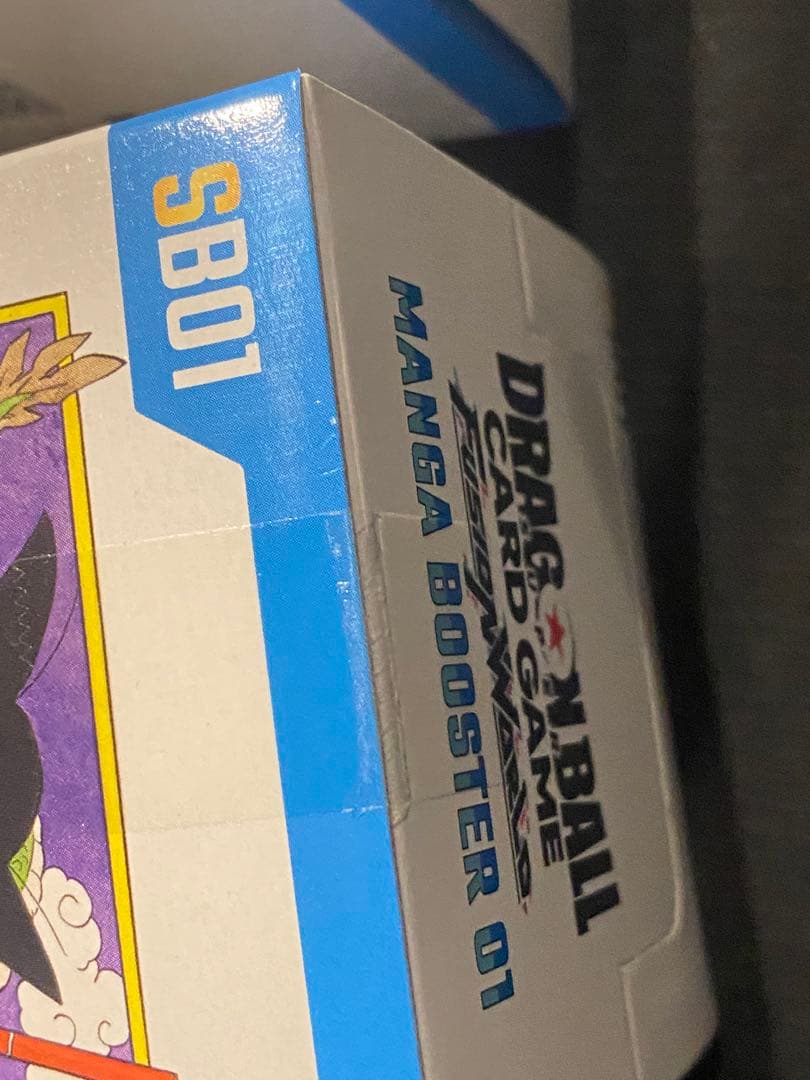 SB01
DRAGON BALL
CARD GAME
FUSION WORLD
MANGA BOOSTER 01